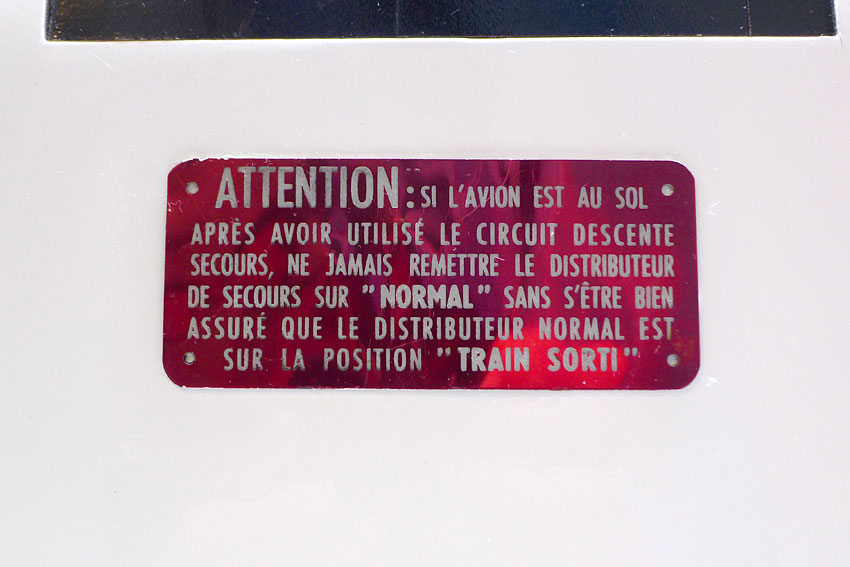 ATTENTION : SI L'AVION EST AU SOL
APRÈS AVOIR UTILISÉ LE CIRCUIT DESCENTE
SECOURS, NE JAMAIS REMETTRE LE DISTRIBUTEUR
DE SECOURS SUR "NORMAL" SANS S'ÊTRE BIEN
ASSURÉ QUE LE DISTRIBUTEUR NORMAL EST
SUR LA POSITION "TRAIN SORTI"